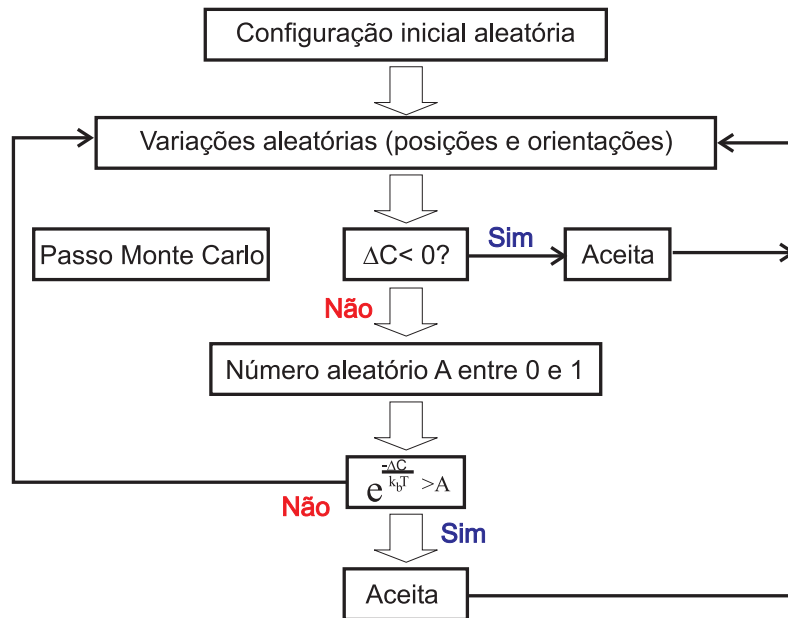 Configuração inicial aleatória
Variações aleatórias (posições e orientações)
Passo Monte Carlo
ΔC< 0?
Sim
Aceita
Não
Número aleatório A entre 0 e 1
e^{\frac{-ΔC}{k_bT}} >A
Não
Sim
Aceita